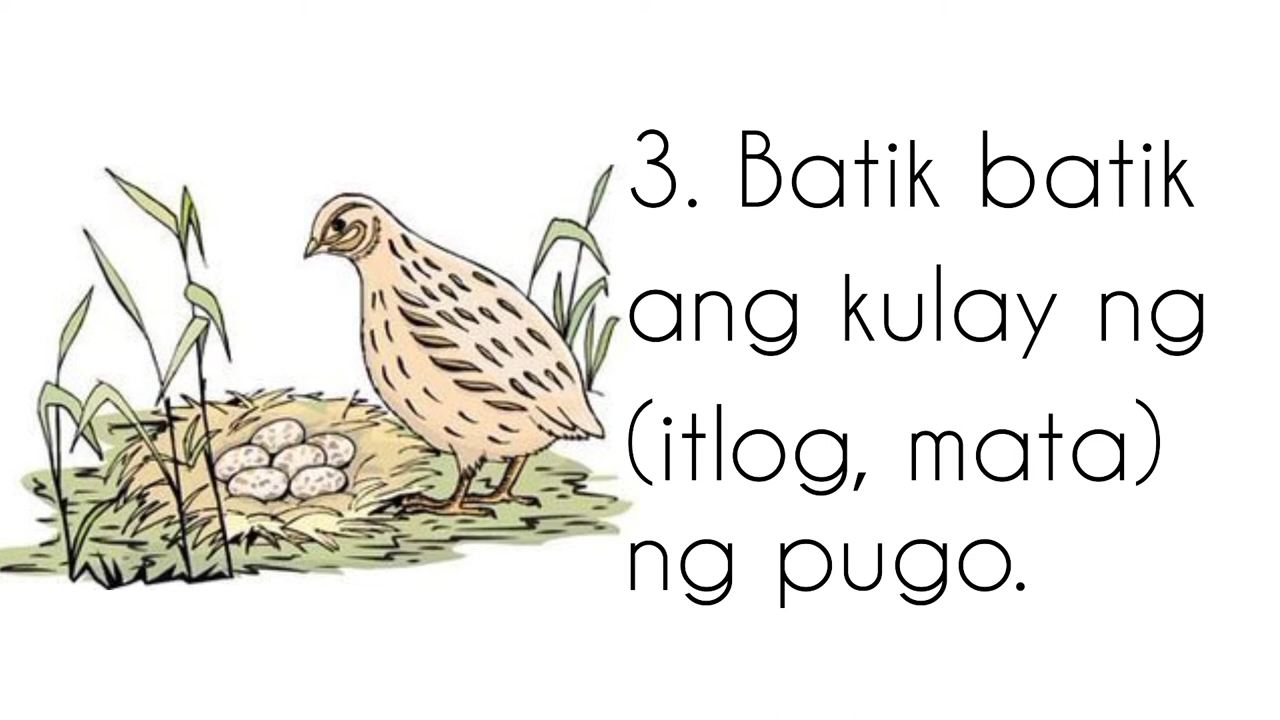 3. Batik batik
ang kulay ng
(itlog, mata)
ng pugo.